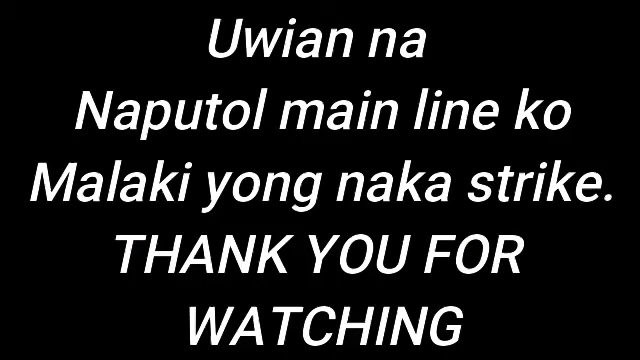 Uwian na
Naputol main line ko
Malaki yong naka strike.
THANK YOU FOR
WATCHING